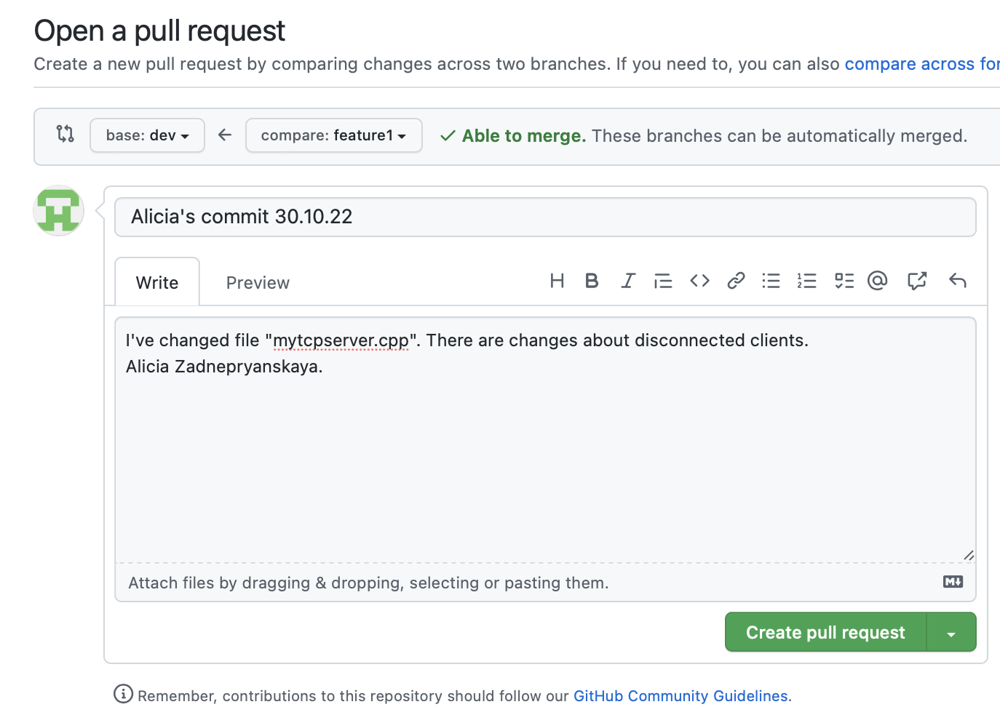 Open a pull request
Create a new pull request by comparing changes across two branches. If you need to, you can also compare across
base: dev
compare: feature1
Able to merge. These branches can be automatically merged.
Alicia's commit 30.10.22
Write
Preview
I've changed file "mytcpserver.cpp". There are changes about disconnected clients.
Alicia Zadnepryanskaya.
Attach files by dragging & dropping, selecting or pasting them.
Create pull request
Remember, contributions to this repository should follow our GitHub Community Guidelines.